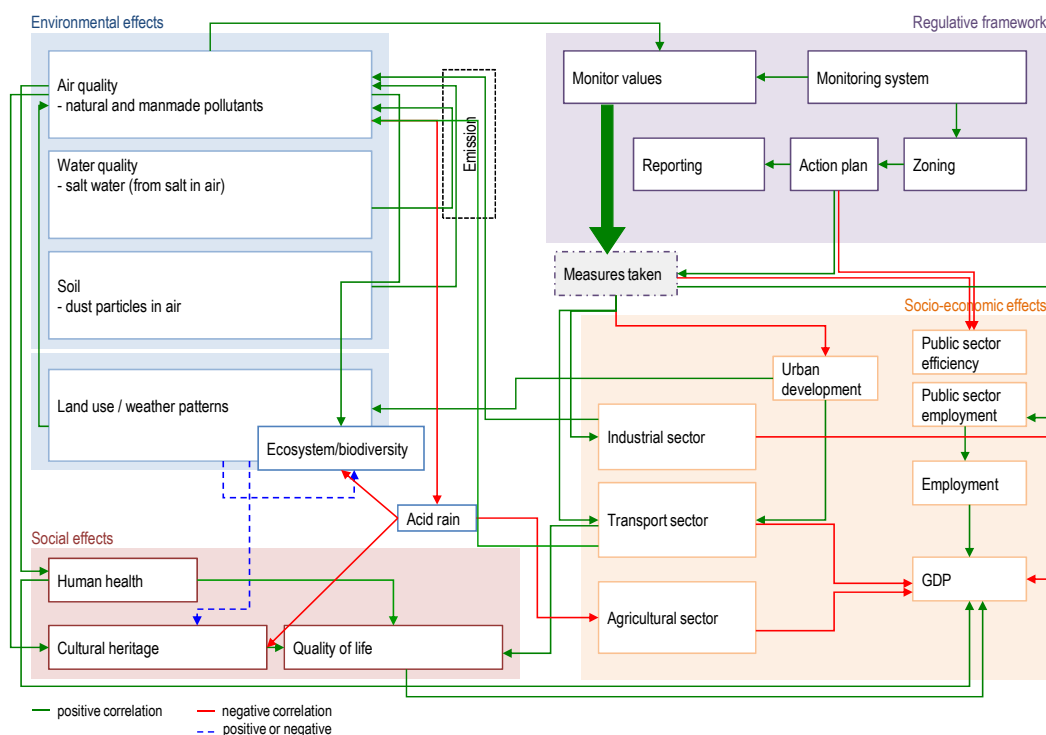 Environmental effects
Regulative framework
Air quality
- natural and manmade pollutants
Monitor values
Monitoring system
Emission
Water quality
- salt water (from salt in air)
Reporting
Action plan
Zoning
Soil
- dust particles in air
Measures taken
Socio-economic effects
Public sector
efficiency
Urban
development
Public sector
employment
Land use / weather patterns
Ecosystem/biodiversity
Industrial sector
Employment
Acid rain
Transport sector
Social effects
Human health
GDP
Agricultural sector
Cultural heritage
Quality of life
positive correlation
negative correlation
positive or negative